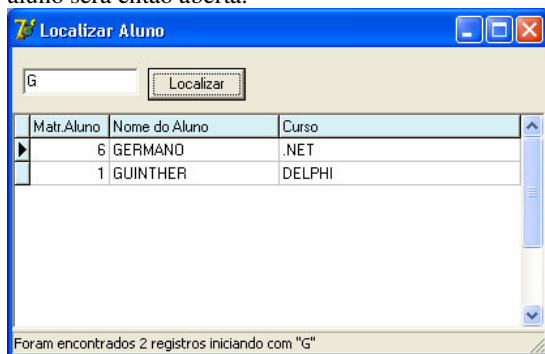 aluno será então aberta.
Localizar Aluno
G
Localizar
Matr.Aluno Nome do Aluno Curso
6 GERMANO .NET
1 GUINTHER DELPHI
Foram encontrados 2 registros iniciando com "G"